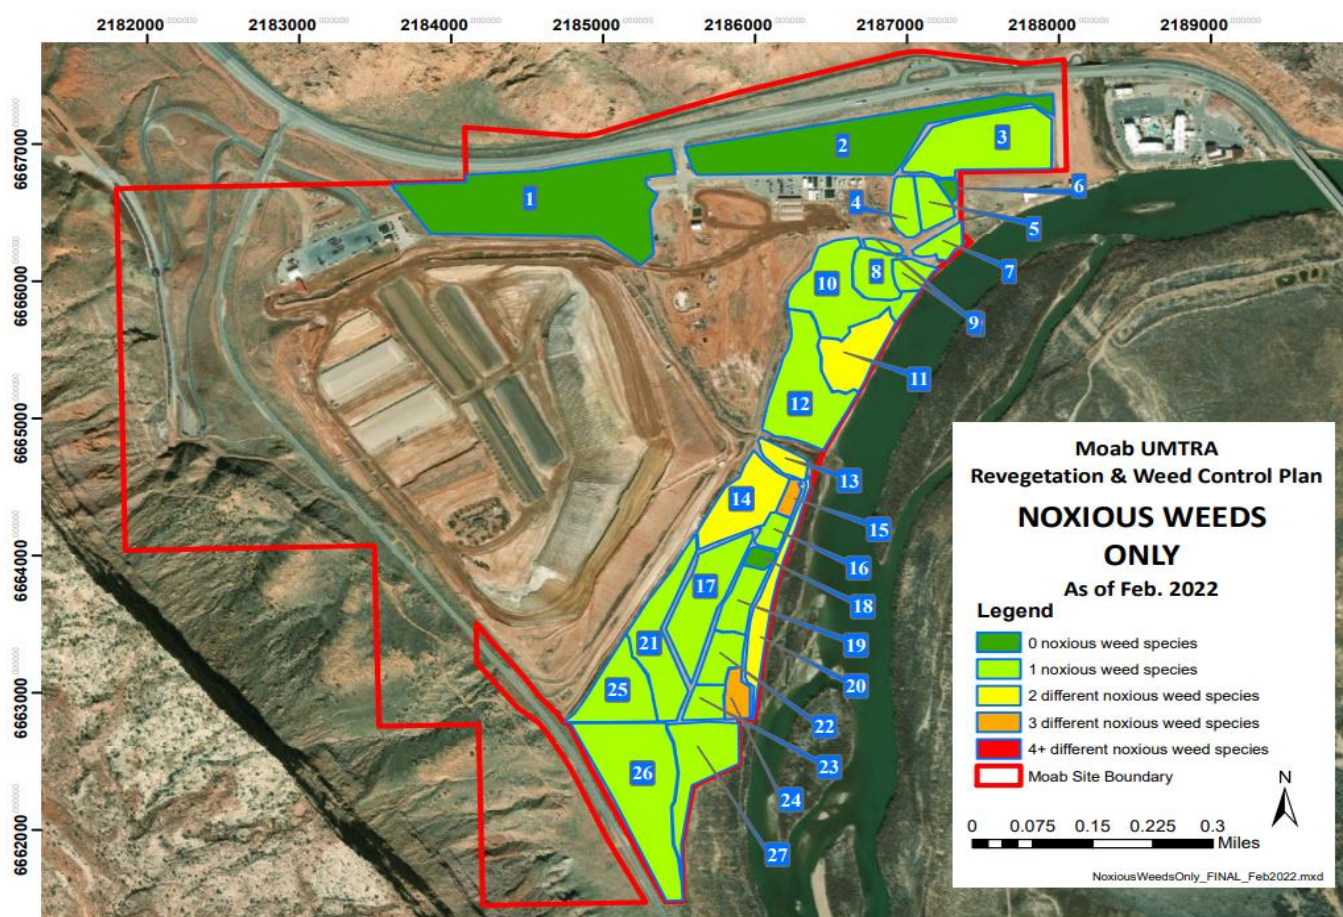 2182000
2183000
2184000
2185000
2186000
2187000
2188000
2189000
6667000
6666000
6665000
6664000
6663000
6662000
1
2
3
4
5
6
7
8
9
10
11
12
13
14
15
16
17
18
19
20
21
22
23
24
25
26
27
Moab UMTRA
Revegetation & Weed Control Plan
NOXIOUS WEEDS
ONLY
As of Feb. 2022
Legend
0 noxious weed species
1 noxious weed species
2 different noxious weed species
3 different noxious weed species
4+ different noxious weed species
Moab Site Boundary
N
0 0.075 0.15 0.225 0.3
Miles
NoxiousWeedsOnly_FINAL_Feb2022.mxd